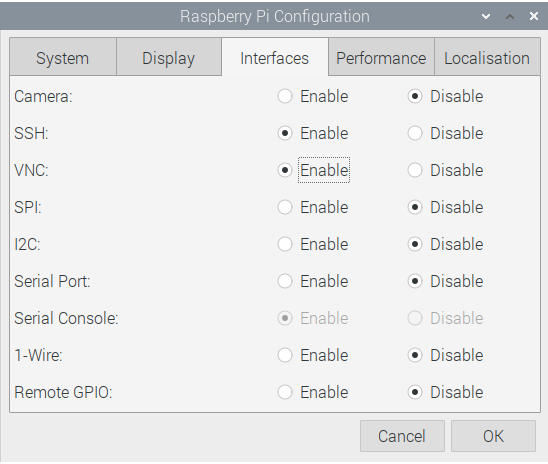 Raspberry Pi Configuration
System Display Interfaces Performance Localisation
Camera: Enable Disable
SSH: Enable Disable
VNC: Enable Disable
SPI: Enable Disable
I2C: Enable Disable
Serial Port: Enable Disable
Serial Console: Enable Disable
1-Wire: Enable Disable
Remote GPIO: Enable Disable
Cancel OK